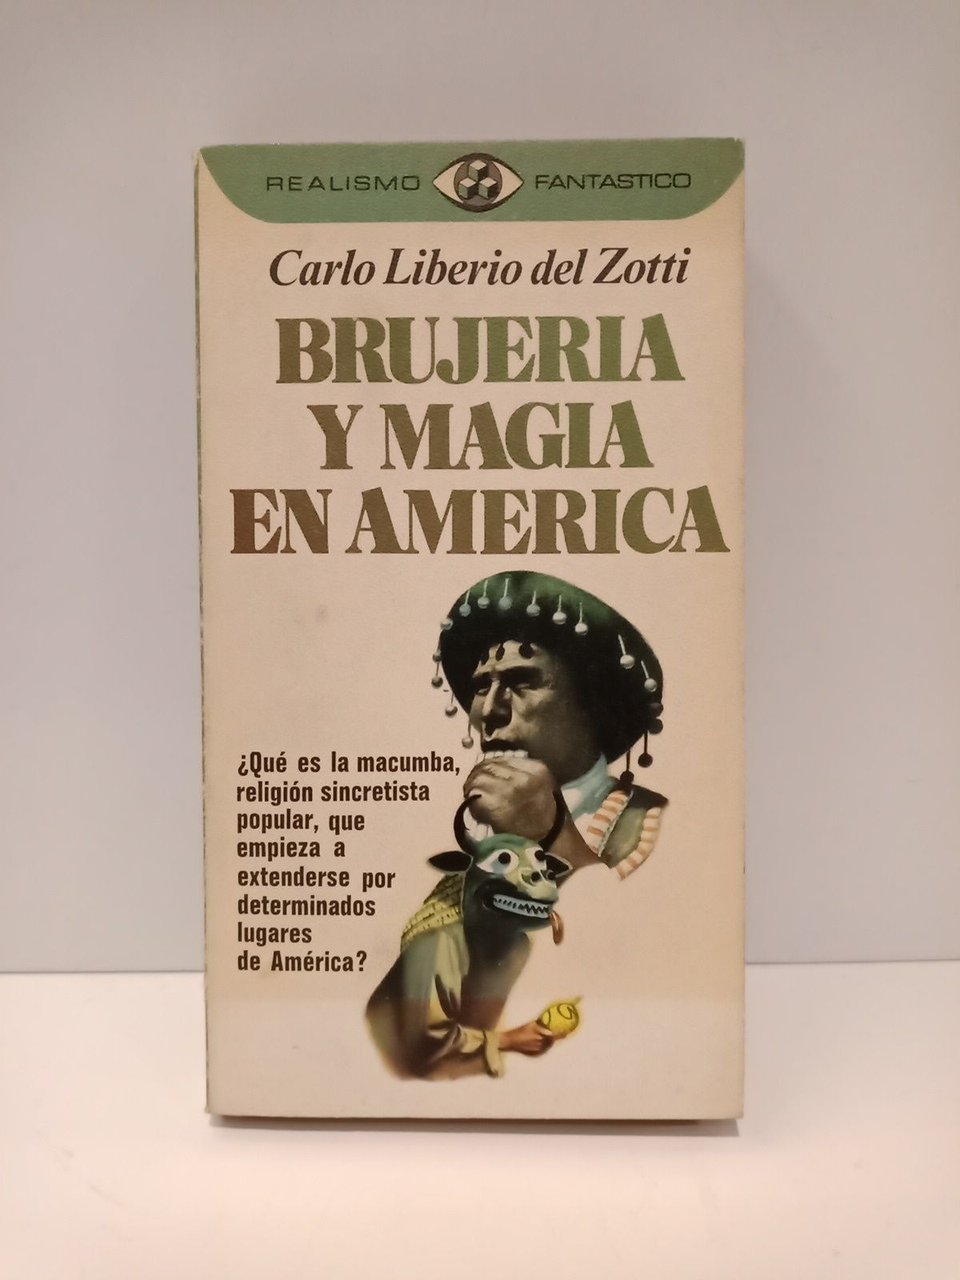 REALISMO FANTASTICO
Carlo Liberio del Zotti
BRUJERIA
Y MAGIA
EN AMERICA
¿Qué es la macumba,
religión sincretista
popular, que
empieza a
extenderse por
determinados
lugares
de América?